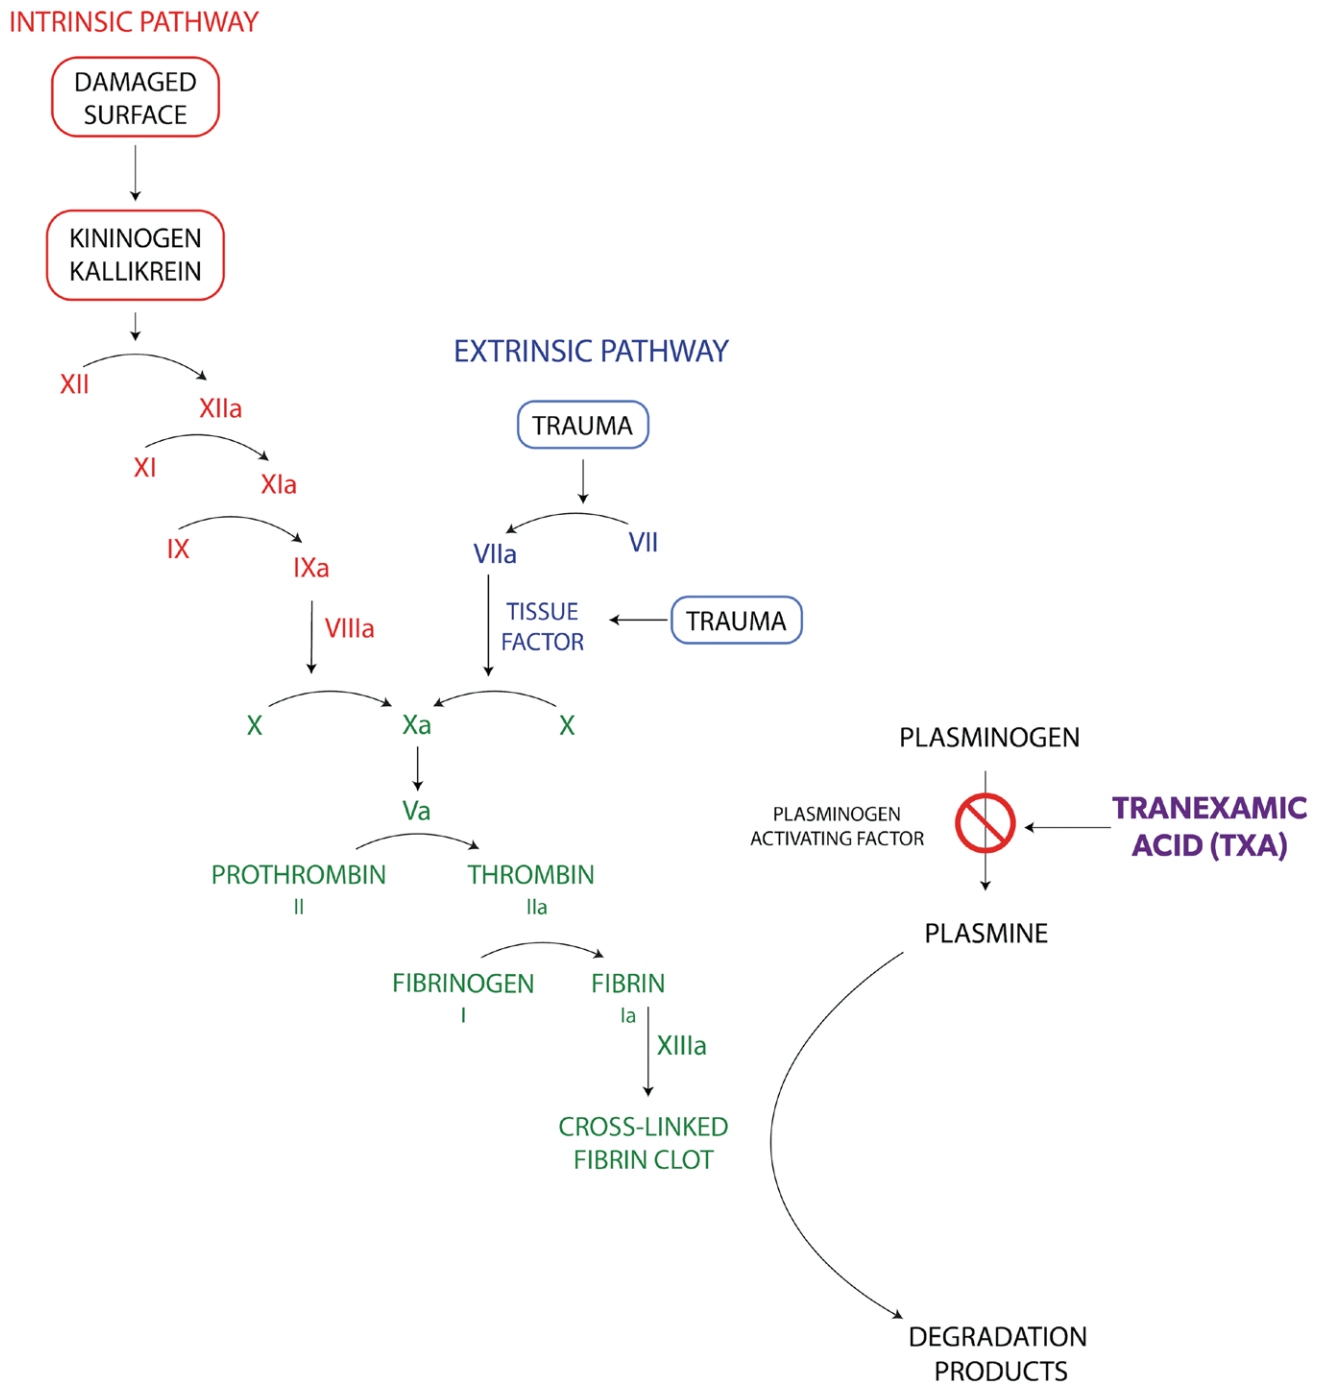 INTRINSIC PATHWAY
DAMAGED
SURFACE
KININOGEN
KALLIKREIN
XII
XIIa
XI
XIa
IX
IXa
VIIIa
EXTRINSIC PATHWAY
TRAUMA
VIIa
VII
TISSUE
FACTOR
TRAUMA
X
Xa
X
Va
PROTHROMBIN
II
THROMBIN
IIa
FIBRINOGEN
I
FIBRIN
Ia
XIIIa
CROSS-LINKED
FIBRIN CLOT
PLASMINOGEN
PLASMINOGEN
ACTIVATING FACTOR
TRANEXAMIC
ACID (TXA)
PLASMINE
DEGRADATION
PRODUCTS